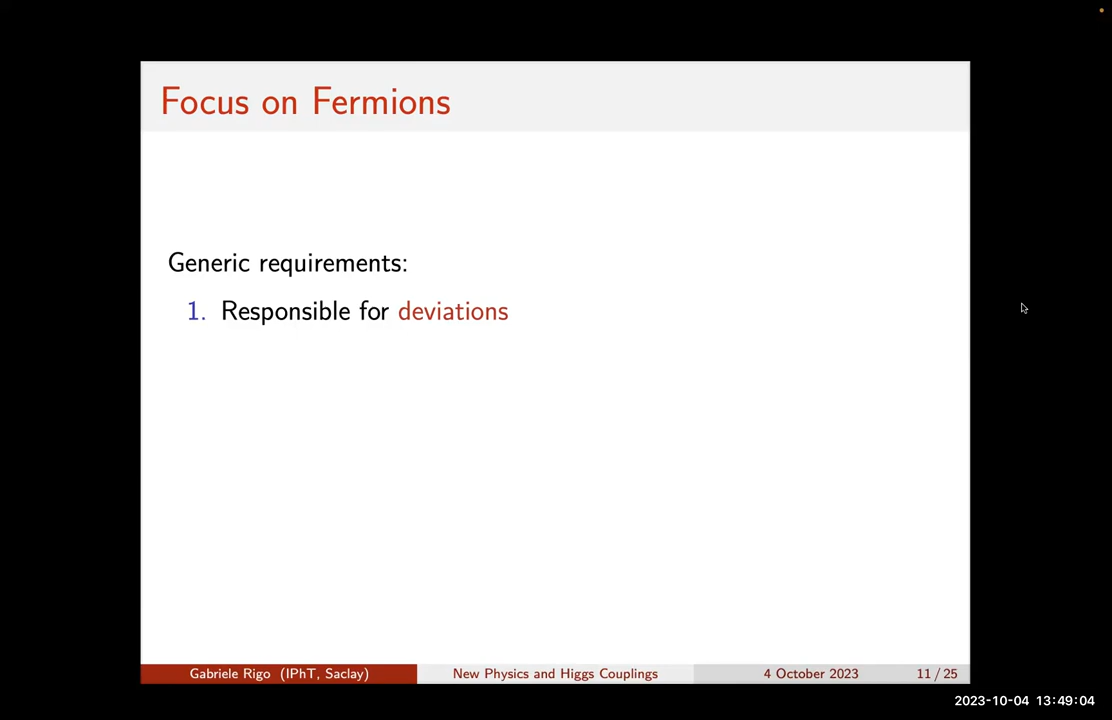 Focus on Fermions
Generic requirements:
1. Responsible for deviations
Gabriele Rigo (IPhT, Saclay) New Physics and Higgs Couplings 4 October 2023 11 / 25
2023-10-04 13:49:04